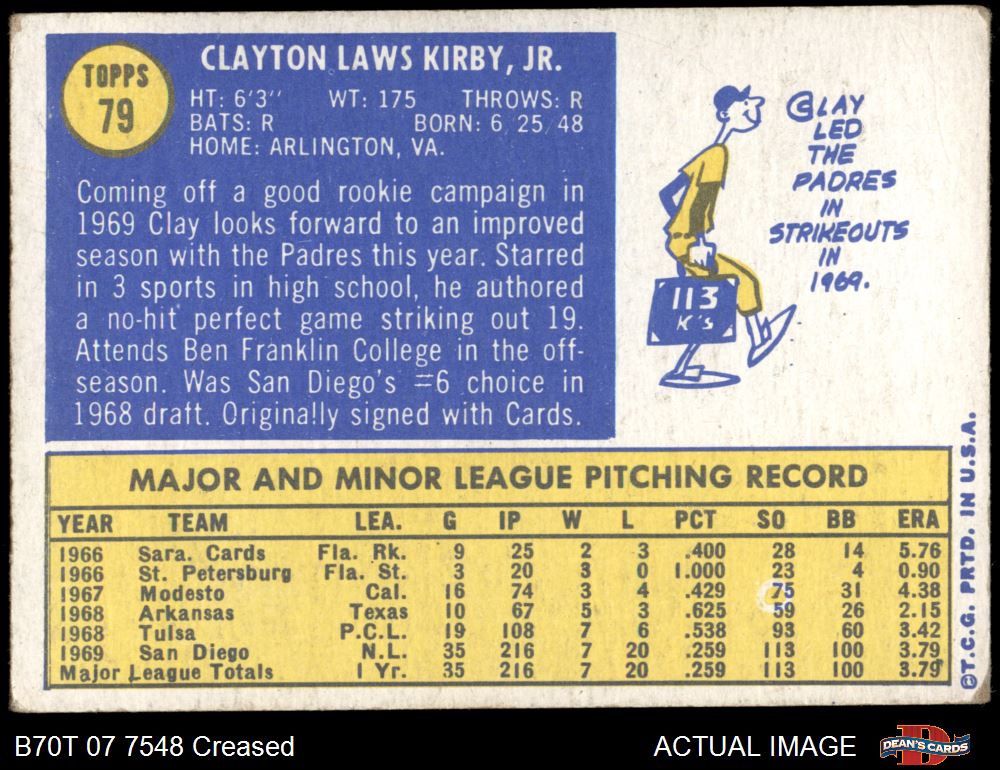 TOPPS
79
CLAYTON LAWS KIRBY, JR.
HT: 6'3" WT: 175 THROWS: R
BATS: R BORN: 6 25 48
HOME: ARLINGTON, VA.
Coming off a good rookie campaign in
1969 Clay looks forward to an improved
season with the Padres this year. Starred
in 3 sports in high school, he authored
a no-hit perfect game striking out 19.
Attends Ben Franklin College in the off-
season. Was San Diego's #6 choice in
1968 draft. Originally signed with Cards.
CLAY
LED
THE
PADRES
IN
STRIKEOUTS
IN
1969.
113
K's
MAJOR AND MINOR LEAGUE PITCHING RECORD
YEAR TEAM LEA. G IP W L PCT SO BB ERA
1966 Sara. Cards Fla. Rk. 9 25 2 3 .400 28 14 5.76
1966 St. Petersburg Fla. St. 3 20 3 0 1.000 23 4 0.90
1967 Modesto Cal. 16 74 3 4 .429 75 31 4.38
1968 Arkansas Texas 10 67 5 3 .625 59 26 2.15
1968 Tulsa P.C.L. 19 108 7 6 .538 93 60 3.42
1969 San Diego N.L. 35 216 7 20 .259 113 100 3.79
Major League Totals 1 Yr. 35 216 7 20 .259 113 100 3.79
©T.C.G. PRTD. IN U.S.A.
B70T 07 7548 Creased
ACTUAL IMAGE
D
DEAN'S CARDS